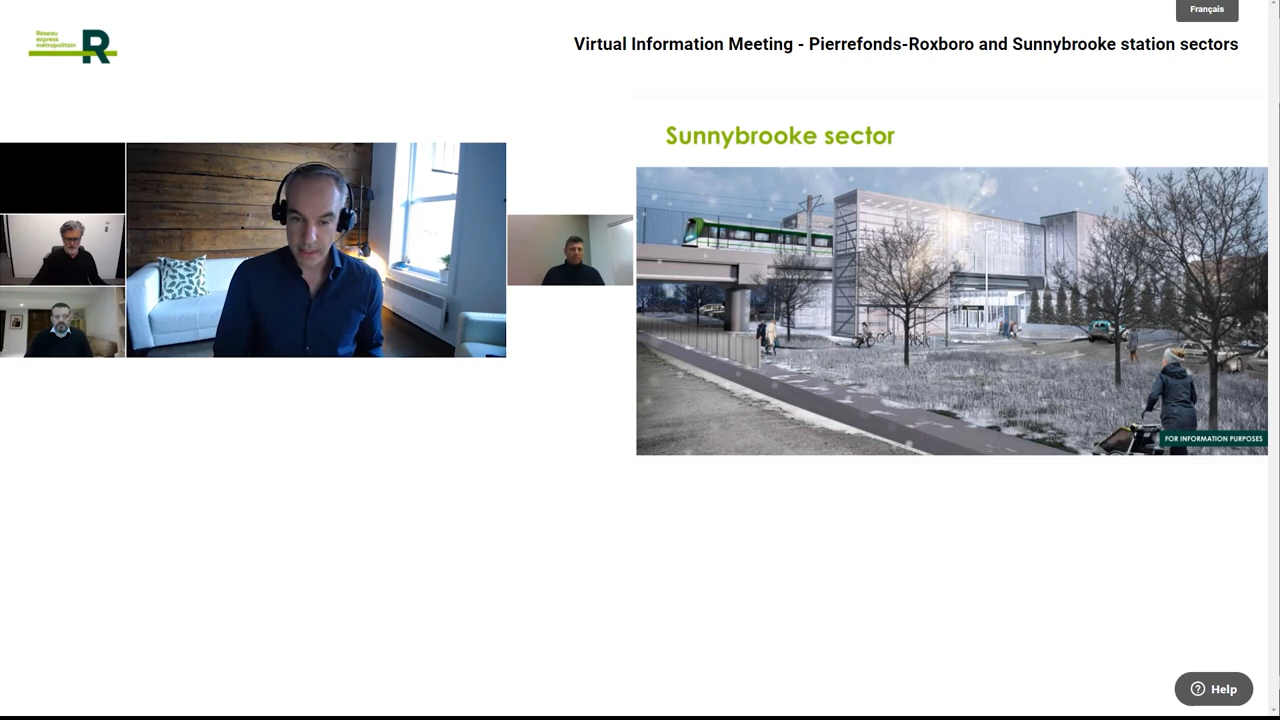 Français
Réseau
express
métropolitain
R
Virtual Information Meeting - Pierrefonds-Roxboro and Sunnybrooke station sectors
Sunnybrooke sector
FOR INFORMATION PURPOSES
Help